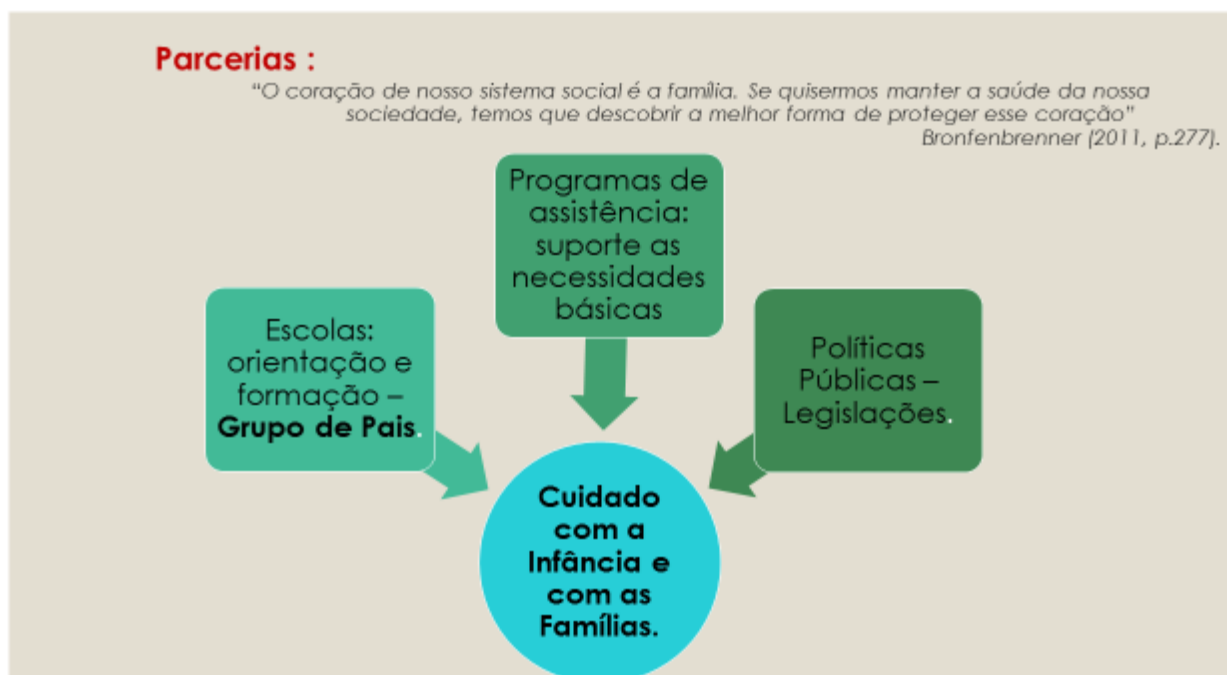 Parcerias :
"O coração de nosso sistema social é a família. Se quisermos manter a saúde da nossa
sociedade, temos que descobrir a melhor forma de proteger esse coração"
Bronfenbrenner (2011, p.277).
Programas de
assistência:
suporte as
necessidades
básicas
Escolas:
orientação e
formação –
Grupo de Pais.
Políticas
Públicas –
Legislações.
Cuidado
com a
Infância e
com as
Famílias.